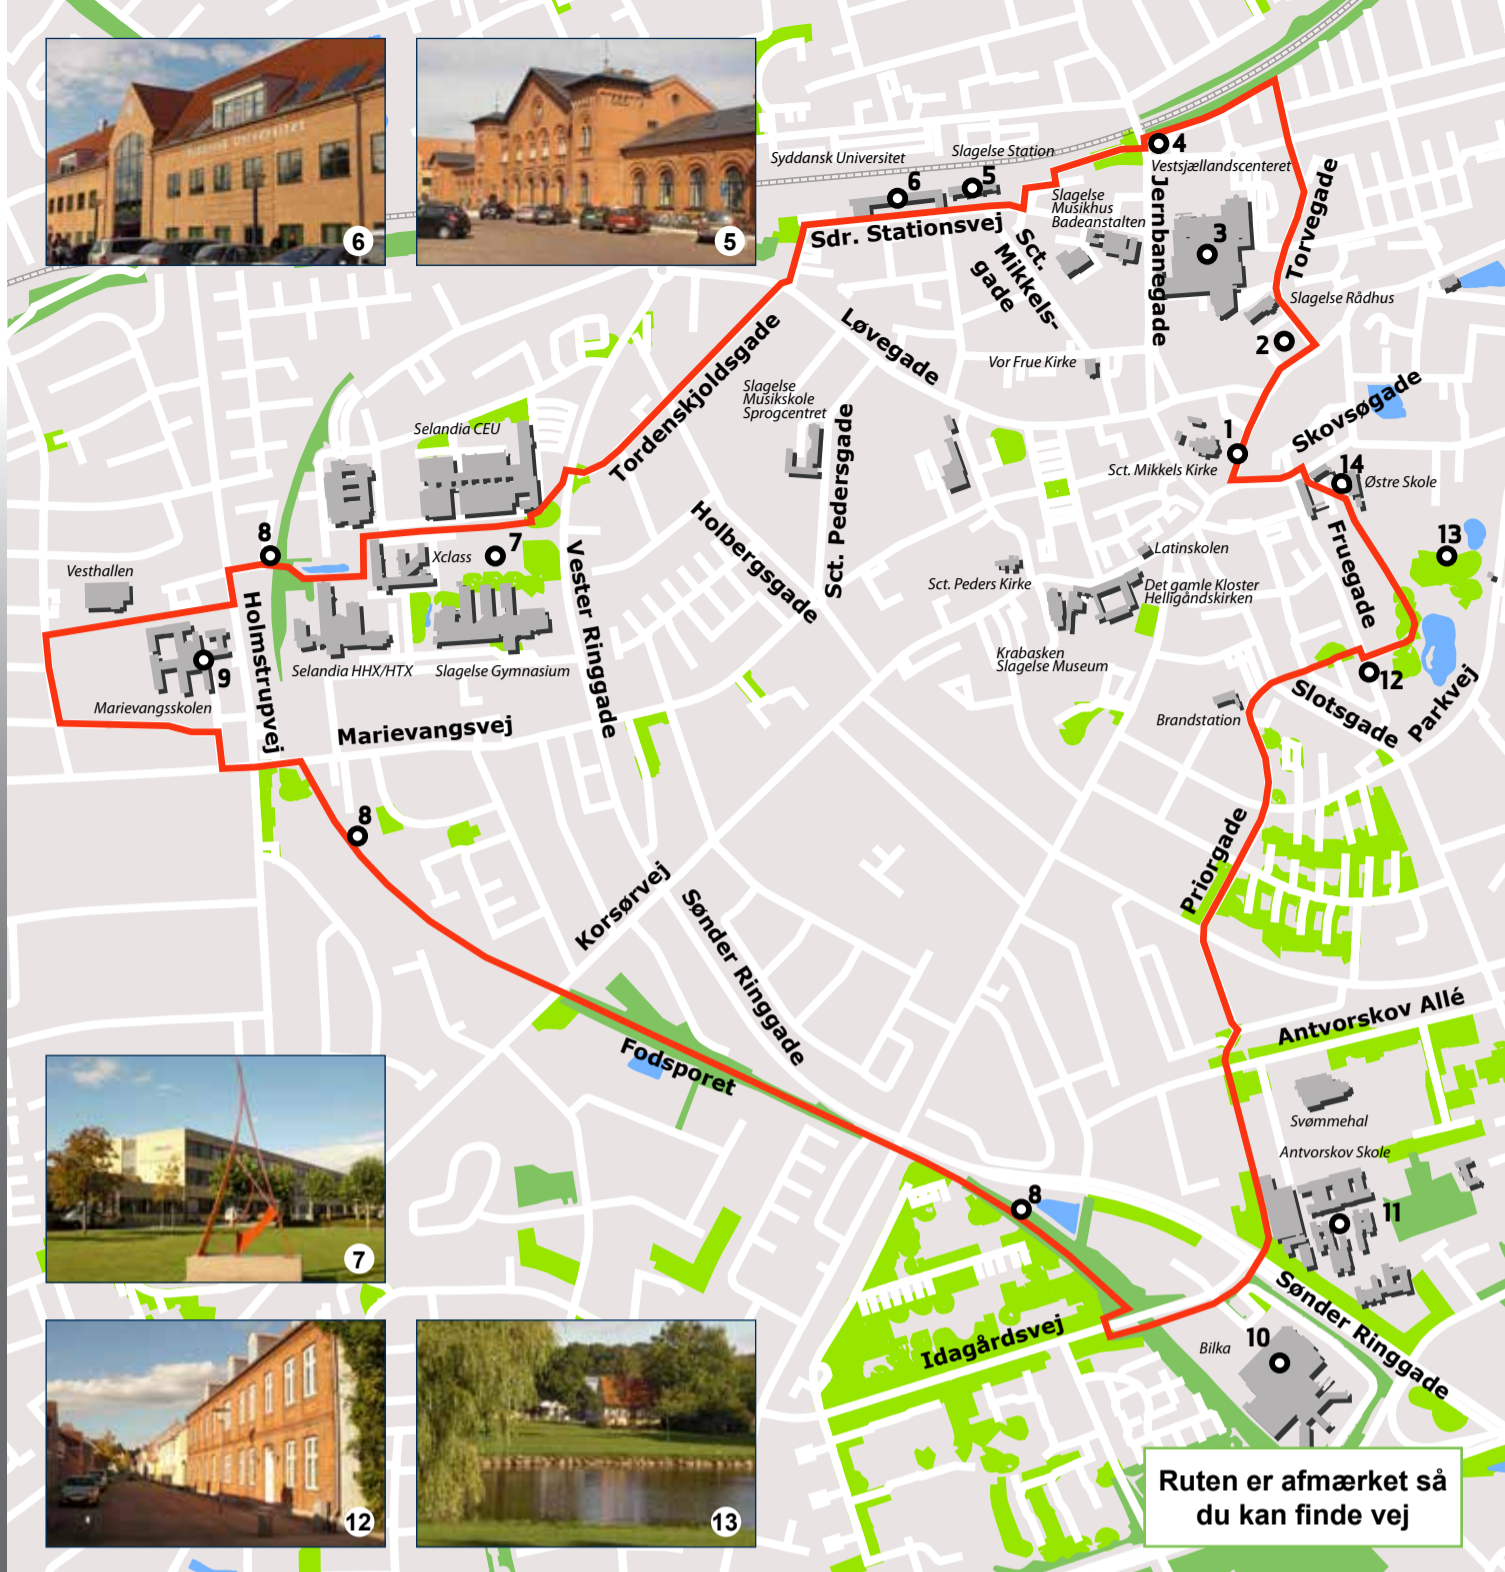 6
5
Syddansk Universitet
Slagelse Station
6
5
4
Vestsjællandscenteret
Slagelse
Musikhus
Badeanstalten
Jernbanegade
3
Torvegade
Sdr. Stationsvej
Sct.
Mikkels-
gade
Slagelse Rådhus
2
Tordenskjoldsgade
Løvegade
Vor Frue Kirke
Slagelse
Musikskole
Sprogcentret
Sct. Pedersgade
Skovsøgade
1
Sct. Mikkels Kirke
14
Østre Skole
Selandia CEU
8
Xclass
7
Vesthallen
Holbergsgade
Vester Ringgade
Sct. Peders Kirke
Latinskolen
Det gamle Kloster
Helligåndskirken
Fruegade
13
Holmstrupvej
9
Marievangsskolen
Selandia HHX/HTX
Slagelse Gymnasium
Krabasken
Slagelse Museum
12
Slotsgade
Parkvej
Brandstation
Marievangsvej
8
Priorgade
Korsørvej
Sønder Ringgade
Antvorskov Allé
Fodsporet
Svømmehal
Antvorskov Skole
8
11
7
Sønder Ringgade
Idagårdsvej
Bilka
10
12
13
Ruten er afmærket så
du kan finde vej